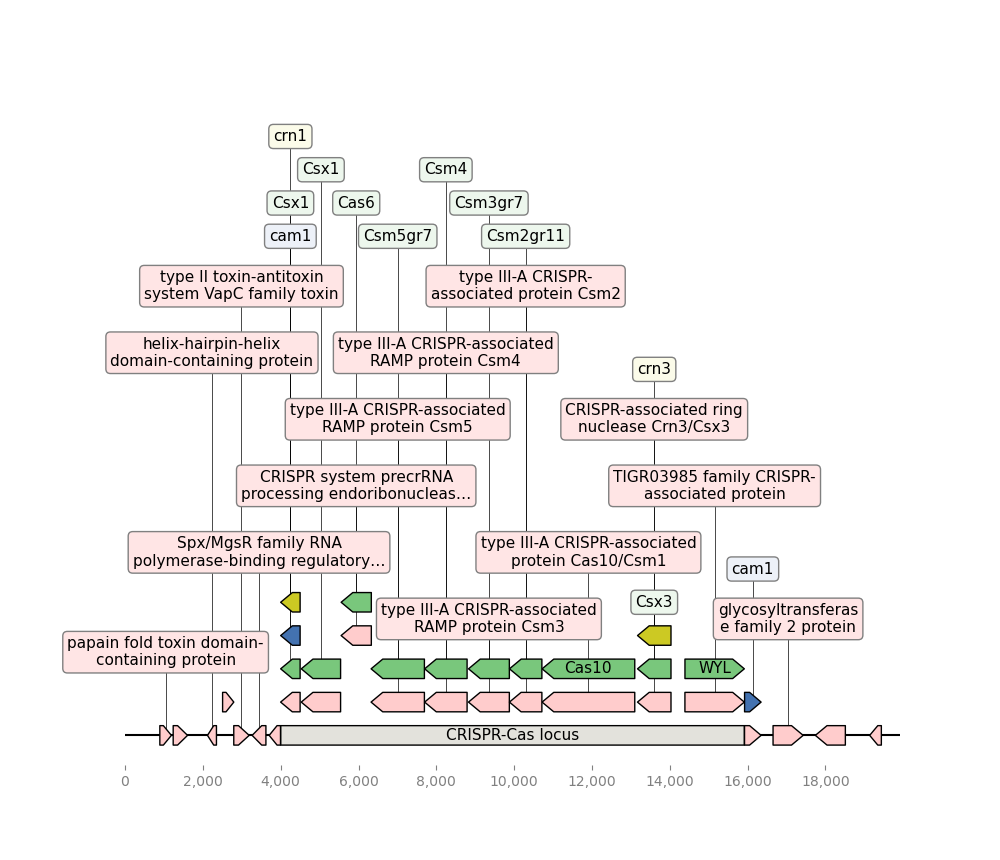 crn1
Csx1
Csm4
Csx1
Cas6
Csm3gr7
cam1
Csm5gr7
Csm2gr11
type II toxin-antitoxin
system VapC family toxin
type III-A CRISPR-
associated protein Csm2
helix-hairpin-helix
domain-containing protein
type III-A CRISPR-associated
RAMP protein Csm4
crn3
type III-A CRISPR-associated
RAMP protein Csm5
CRISPR-associated ring
nuclease Crn3/Csx3
CRISPR system precrRNA
processing endoribonucleas...
TIGR03985 family CRISPR-
associated protein
Spx/MgsR family RNA
polymerase-binding regulatory...
type III-A CRISPR-associated
protein Cas10/Csm1
cam1
type III-A CRISPR-associated
RAMP protein Csm3
Csx3
glycosyltransferas
e family 2 protein
papain fold toxin domain-
containing protein
Cas10
WYL
CRISPR-Cas locus
0
2,000
4,000
6,000
8,000
10,000
12,000
14,000
16,000
18,000